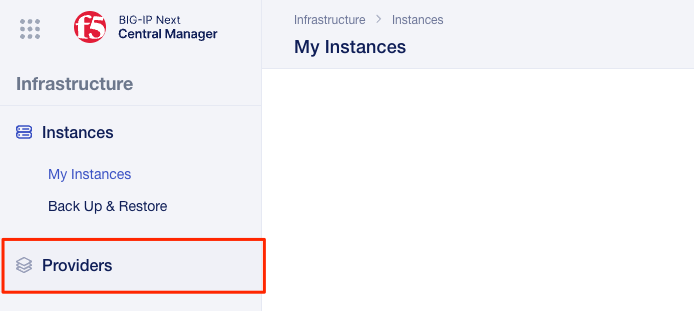 f5
BIG-IP Next
Central Manager
Infrastructure
Instances
My Instances
Back Up & Restore
Providers
Infrastructure > Instances
My Instances